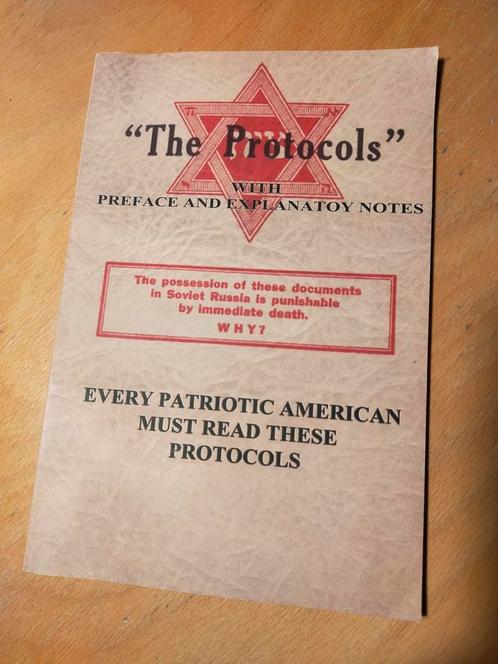 "The Protocols"
WITH
PREFACE AND EXPLANATOY NOTES
The possession of these documents
in Soviet Russia is punishable
by immediate death.
WHY?
EVERY PATRIOTIC AMERICAN
MUST READ THESE
PROTOCOLS